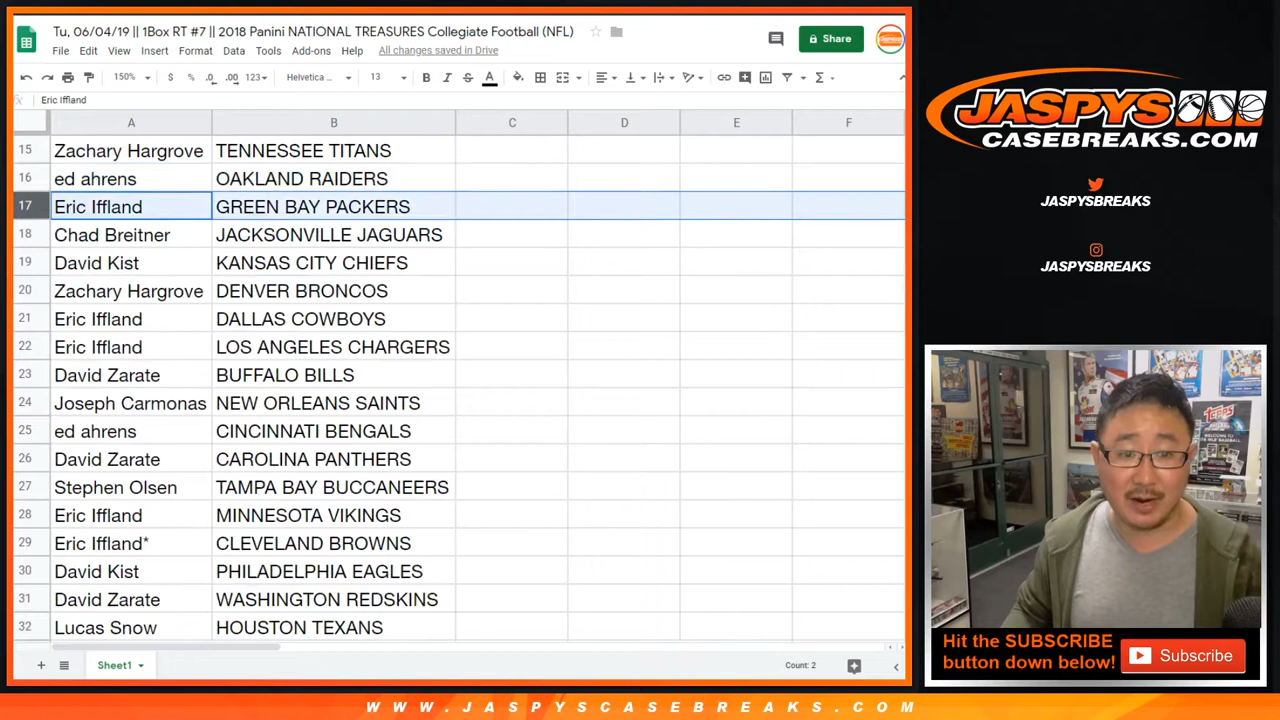 Tu, 06/04/19 || 1Box RT #7 || 2018 Panini NATIONAL TREASURES Collegiate Football (NFL)
File Edit View Insert Format Data Tools Add-ons Help All changes saved in Drive
Share
150% $ % .0 .00 123 Helvetica ... 13 B I S A
fx Eric Iffland
A B C D E F
15 Zachary Hargrove TENNESSEE TITANS
16 ed ahrens OAKLAND RAIDERS
17 Eric Iffland GREEN BAY PACKERS
18 Chad Breitner JACKSONVILLE JAGUARS
19 David Kist KANSAS CITY CHIEFS
20 Zachary Hargrove DENVER BRONCOS
21 Eric Iffland DALLAS COWBOYS
22 Eric Iffland LOS ANGELES CHARGERS
23 David Zarate BUFFALO BILLS
24 Joseph Carmonas NEW ORLEANS SAINTS
25 ed ahrens CINCINNATI BENGALS
26 David Zarate CAROLINA PANTHERS
27 Stephen Olsen TAMPA BAY BUCCANEERS
28 Eric Iffland MINNESOTA VIKINGS
29 Eric Iffland* CLEVELAND BROWNS
30 David Kist PHILADELPHIA EAGLES
31 David Zarate WASHINGTON REDSKINS
32 Lucas Snow HOUSTON TEXANS
Sheet1
Count: 2
JASPYS
CASEBREAKS.COM
JASPYSBREAKS
JASPYSBREAKS
TOPPS
Hit the SUBSCRIBE
button down below!
Subscribe
WWW.JASPYSCASEBREAKS.COM